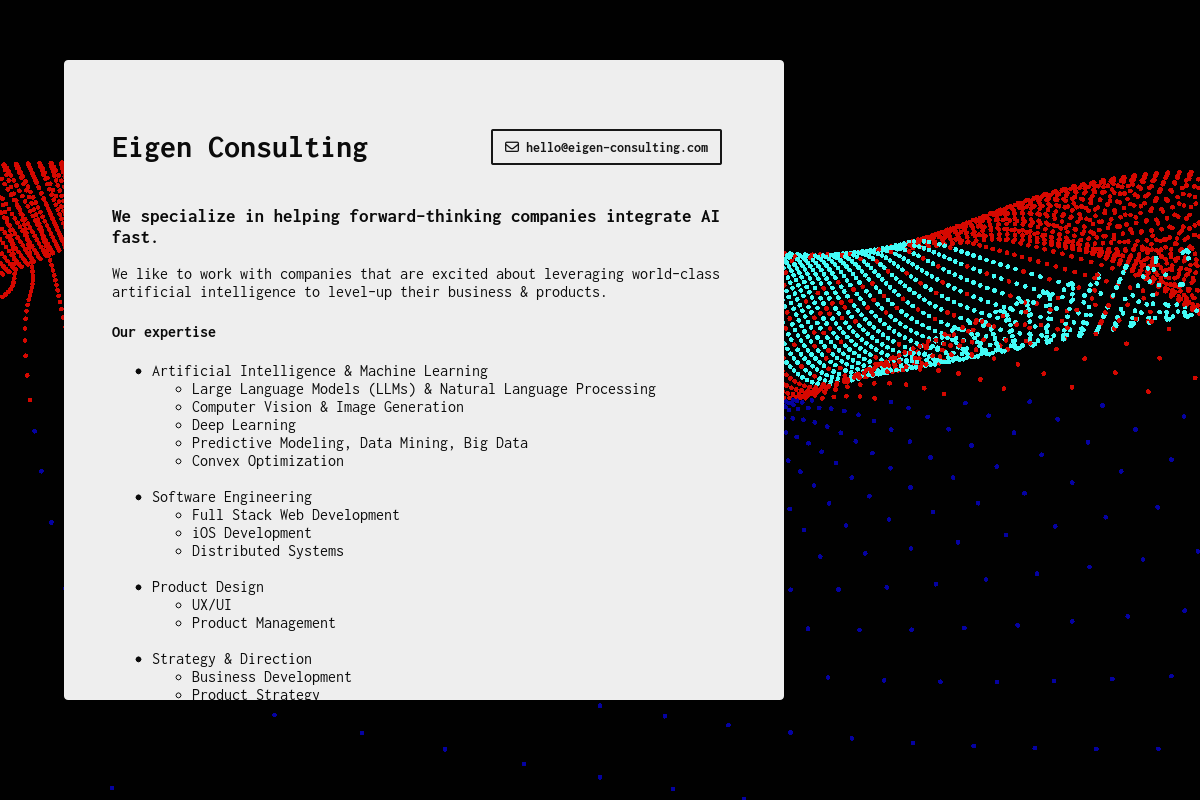 Eigen Consulting
hello@eigen-consulting.com
We specialize in helping forward-thinking companies integrate AI
fast.
We like to work with companies that are excited about leveraging world-class
artificial intelligence to level-up their business & products.
Our expertise
Artificial Intelligence & Machine Learning
Large Language Models (LLMs) & Natural Language Processing
Computer Vision & Image Generation
Deep Learning
Predictive Modeling, Data Mining, Big Data
Convex Optimization
Software Engineering
Full Stack Web Development
iOS Development
Distributed Systems
Product Design
UX/UI
Product Management
Strategy & Direction
Business Development
Product Strategy